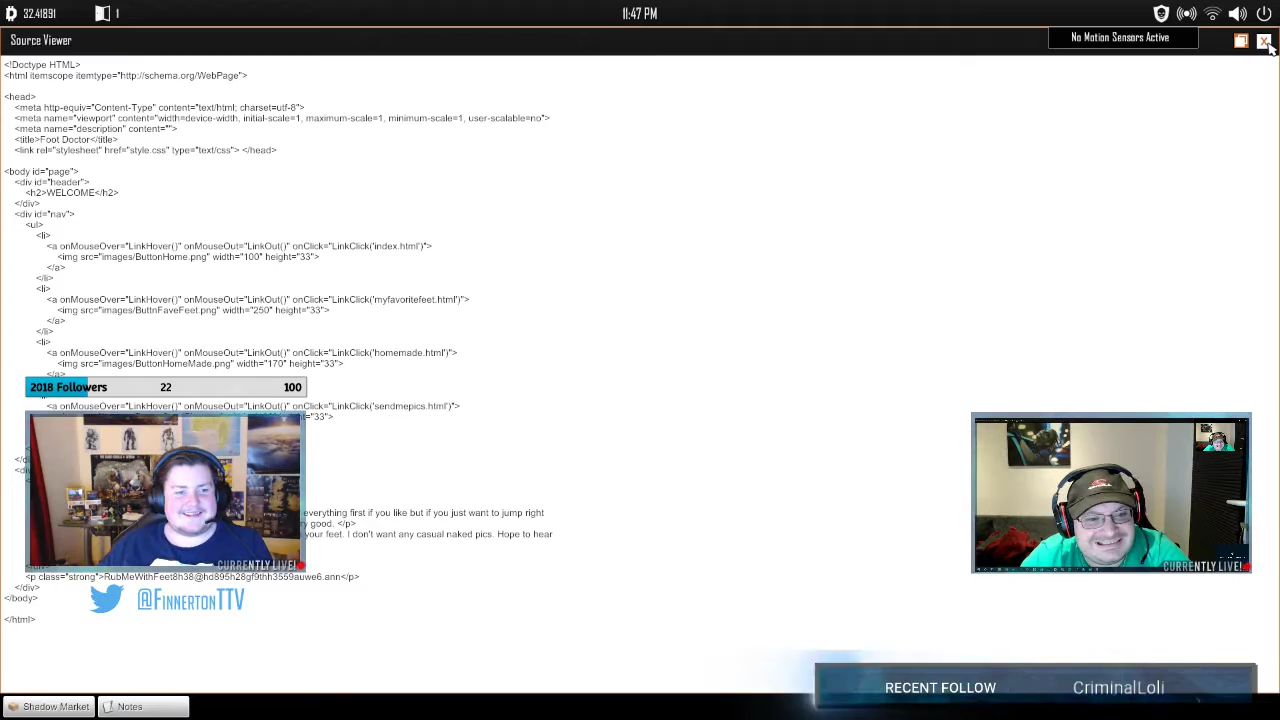 32.41891
1
11:47 PM
Source Viewer
No Motion Sensors Active
<!Doctype HTML>
<html itemscope itemtype="http://schema.org/WebPage">
<head>
<meta http-equiv="Content-Type" content="text/html; charset=utf-8">
<meta name="viewport" content="width=device-width, initial-scale=1, maximum-scale=1, minimum-scale=1, user-scalable=no">
<meta name="description" content="">
<title>Foot Doctor</title>
<link rel="stylesheet" href="style.css" type="text/css"> </head>
<body id="page">
<div id="header">
<h2>WELCOME</h2>
</div>
<div id="nav">
<ul>
<li>
<a onMouseOver="LinkHover()" onMouseOut="LinkOut()" onClick="LinkClick('index.html')">
<img src="images/ButtonHome.png" width="100" height="33">
</a>
</li>
<li>
<a onMouseOver="LinkHover()" onMouseOut="LinkOut()" onClick="LinkClick('myfavoritefeet.html')">
<img src="images/ButtnFaveFeet.png" width="250" height="33">
</a>
</li>
<li>
<a onMouseOver="LinkHover()" onMouseOut="LinkOut()" onClick="LinkClick('homemade.html')">
<img src="images/ButtonHomeMade.png" width="170" height="33">
</a>
2018 Followers 22 100
<a onMouseOver="LinkHover()" onMouseOut="LinkOut()" onClick="LinkClick('sendmepics.html')">
="33">
everything first if you like but if you just want to jump right
y good. </p>
your feet. I don't want any casual naked pics. Hope to hear
CURRENTLY LIVE!
CURRENTLY LIVE!
<p class="strong">RubMeWithFeet8h38@hd895h28gf9thh3559auwe6.ann</p>
</div>
</body>
@FinnertonTTV
</html>
RECENT FOLLOW CriminalLoli
Shadow Market
Notes